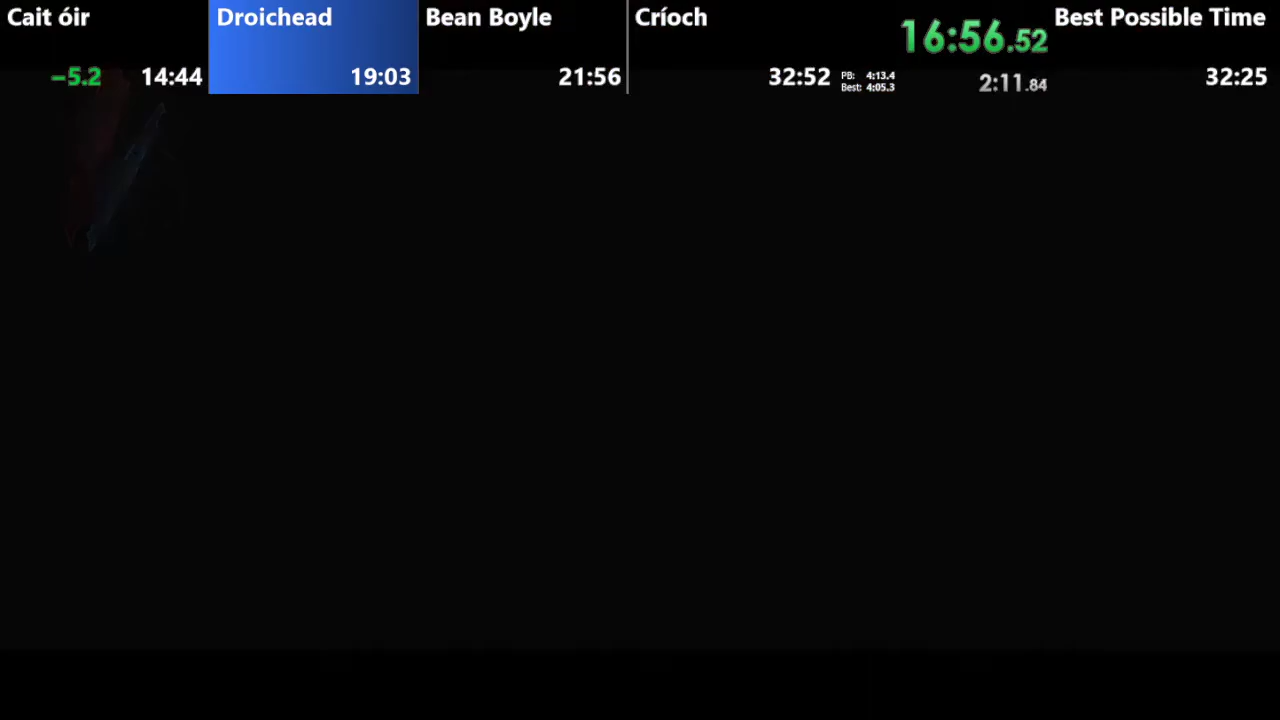 Cait óir
−5.2 14:44
Droichead
19:03
Bean Boyle
21:56
Críoch
32:52
16:56.52
PB: 4:13.4
Best: 4:05.3
2:11.84
Best Possible Time
32:25